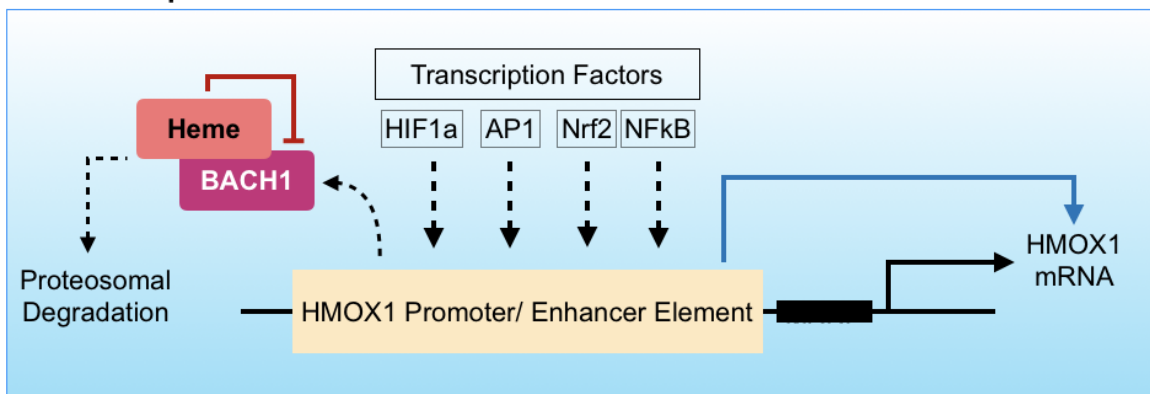 Transcription Factors
HIF1a AP1 Nrf2 NFkB
Heme
BACH1
Proteosomal
Degradation
HMOX1 Promoter/ Enhancer Element
HMOX1
mRNA